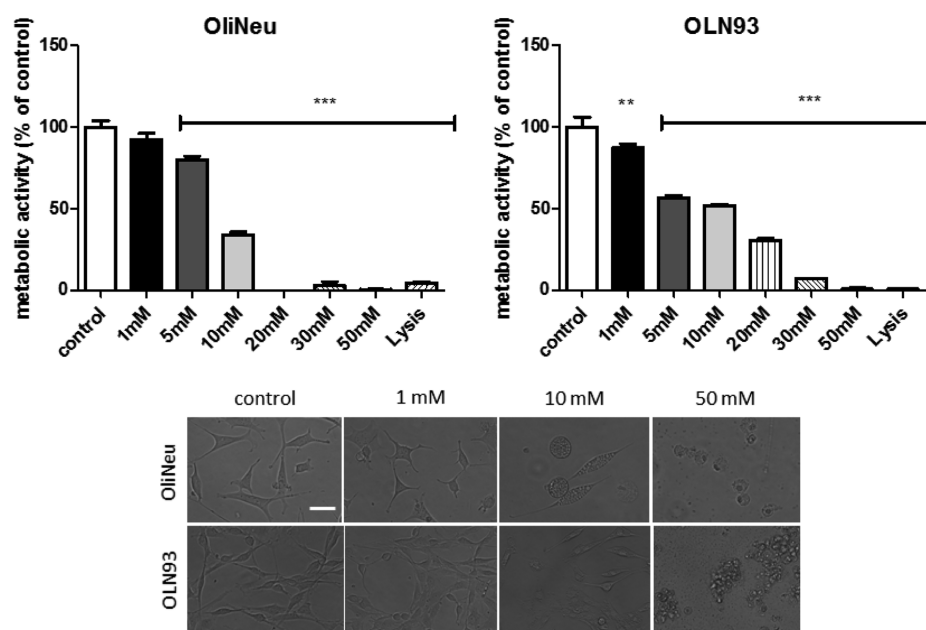 OliNeu
metabolic activity (% of control)
150
100
50
0
***
control
1mM
5mM
10mM
20mM
30mM
50mM
Lysis
OLN93
metabolic activity (% of control)
150
100
50
0
**
***
control
1mM
5mM
10mM
20mM
30mM
50mM
Lysis
control
1 mM
10 mM
50 mM
OliNeu
OLN93